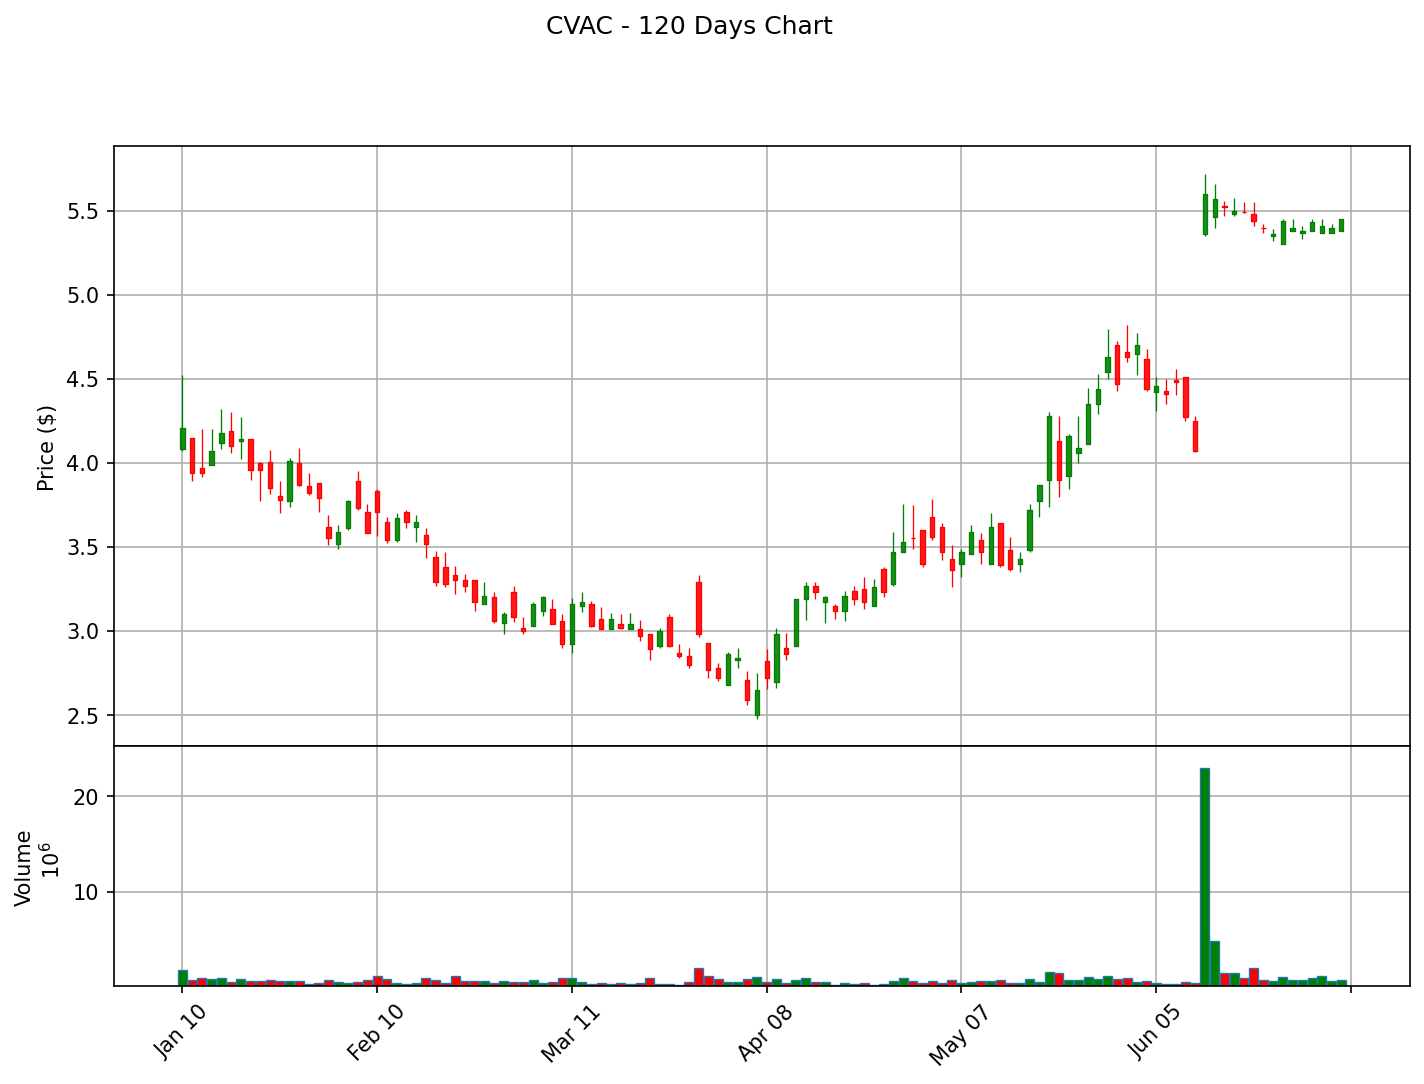 CVAC - 120 Days Chart
Price ($)
5.5
5.0
4.5
4.0
3.5
3.0
2.5
Volume
10⁶
20
10
Jan 10
Feb 10
Mar 11
Apr 08
May 07
Jun 05